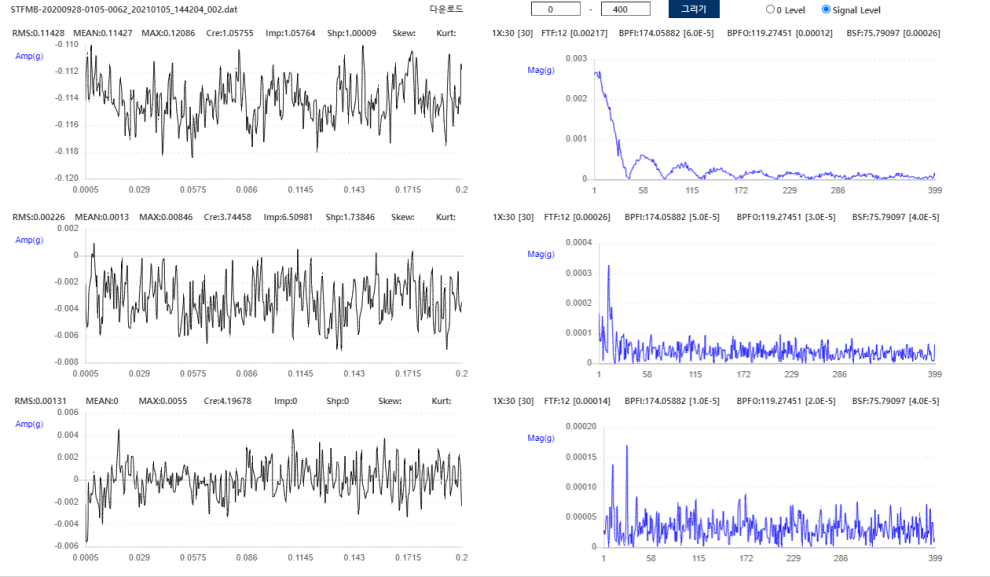 STFMB-20200928-0105-0062_20210105_144204_002.dat 다운로드 0 - 400 그리기 0 Level Signal Level
RMS:0.11428 MEAN:0.11427 MAX:0.12086 Cre:1.05755 Imp:1.05764 Shp:1.00009 Skew: Kurt:
1X:30 [30] FTF:12 [0.00217] BPFI:174.05882 [6.0E-5] BPFO:119.27451 [0.00012] BSF:75.79097 [0.00026]
Amp(g)
-0.110
-0.112
-0.114
-0.116
-0.118
-0.120
0.0005 0.029 0.0575 0.086 0.1145 0.143 0.1715 0.2
Mag(g)
0.003
0.002
0.001
0
1 58 115 172 229 286 399
RMS:0.00226 MEAN:0.0013 MAX:0.00846 Cre:3.74458 Imp:6.50981 Shp:1.73846 Skew: Kurt:
1X:30 [30] FTF:12 [0.00026] BPFI:174.05882 [5.0E-5] BPFO:119.27451 [3.0E-5] BSF:75.79097 [4.0E-5]
Amp(g)
0.002
0
-0.002
-0.004
-0.006
-0.008
0.0005 0.029 0.0575 0.086 0.1145 0.143 0.1715 0.2
Mag(g)
0.0004
0.0003
0.0002
0.0001
0
1 58 115 172 229 286 399
RMS:0.00131 MEAN:0 MAX:0.0055 Cre:4.19678 Imp:0 Shp:0 Skew: Kurt:
1X:30 [30] FTF:12 [0.00014] BPFI:174.05882 [1.0E-5] BPFO:119.27451 [2.0E-5] BSF:75.79097 [4.0E-5]
Amp(g)
0.006
0.004
0.002
0
-0.002
-0.004
-0.006
0.0005 0.029 0.0575 0.086 0.1145 0.143 0.1715 0.2
Mag(g)
0.00020
0.00015
0.00010
0.00005
0
1 58 115 172 229 286 399